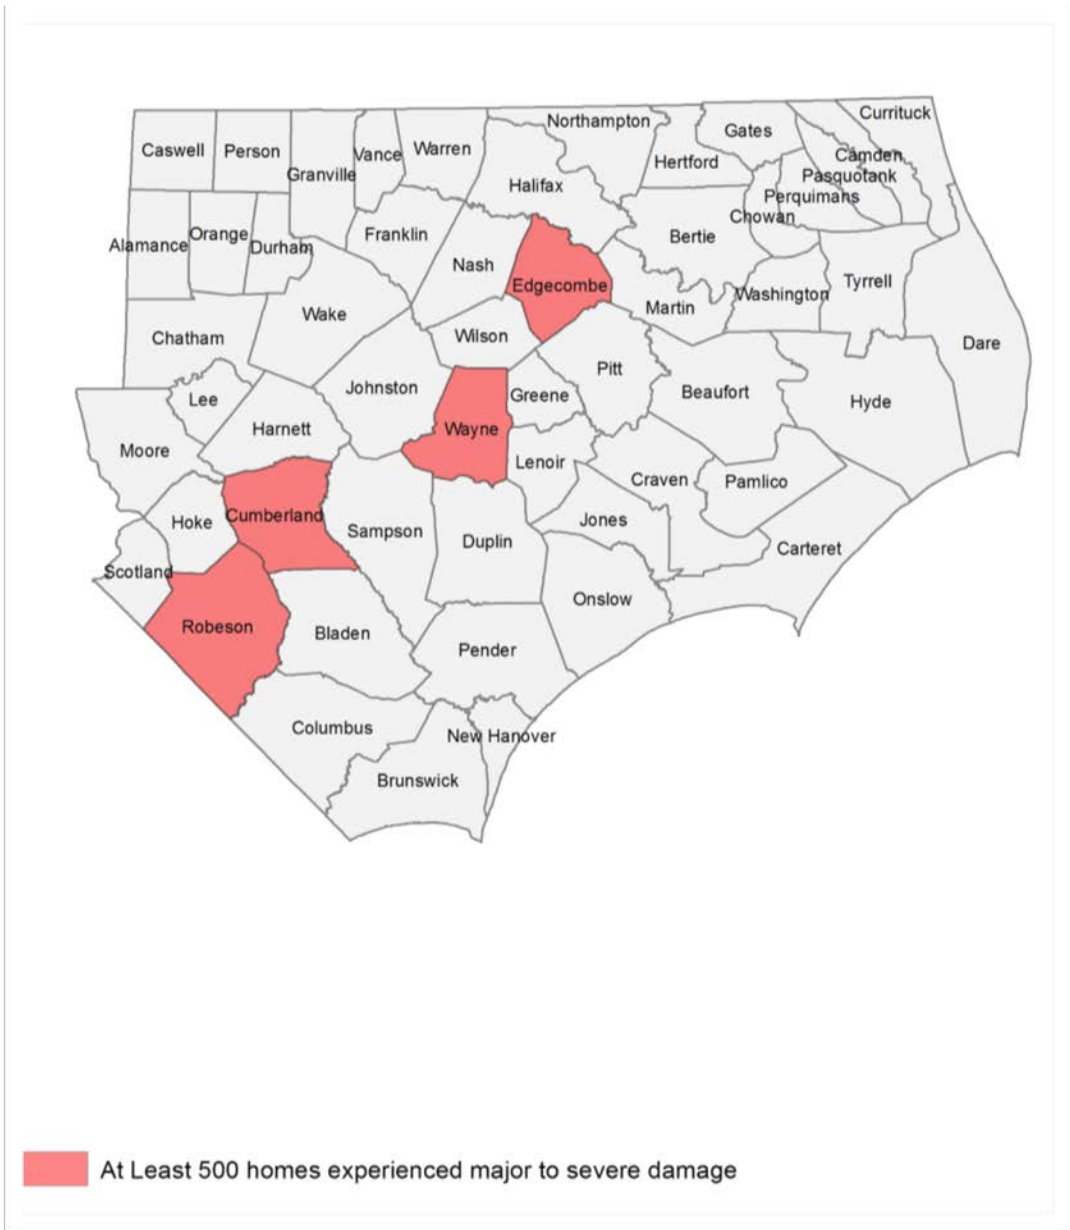 Currituck
Northampton
Gates
Caswell
Person
Vance
Warren
Camden
Hertford
Granville
Pasquotank
Halifax
Perquimans
Chowan
Alamance
Orange
Durham
Franklin
Bertie
Nash
Edgecombe
Tyrrell
Washington
Martin
Wake
Wilson
Chatham
Dare
Pitt
Johnston
Greene
Beaufort
Lee
Hyde
Harnett
Wayne
Moore
Lenoir
Craven
Pamlico
Cumberland
Hoke
Jones
Sampson
Duplin
Carteret
Scotland
Onslow
Robeson
Bladen
Pender
Columbus
New Hanover
Brunswick
At Least 500 homes experienced major to severe damage